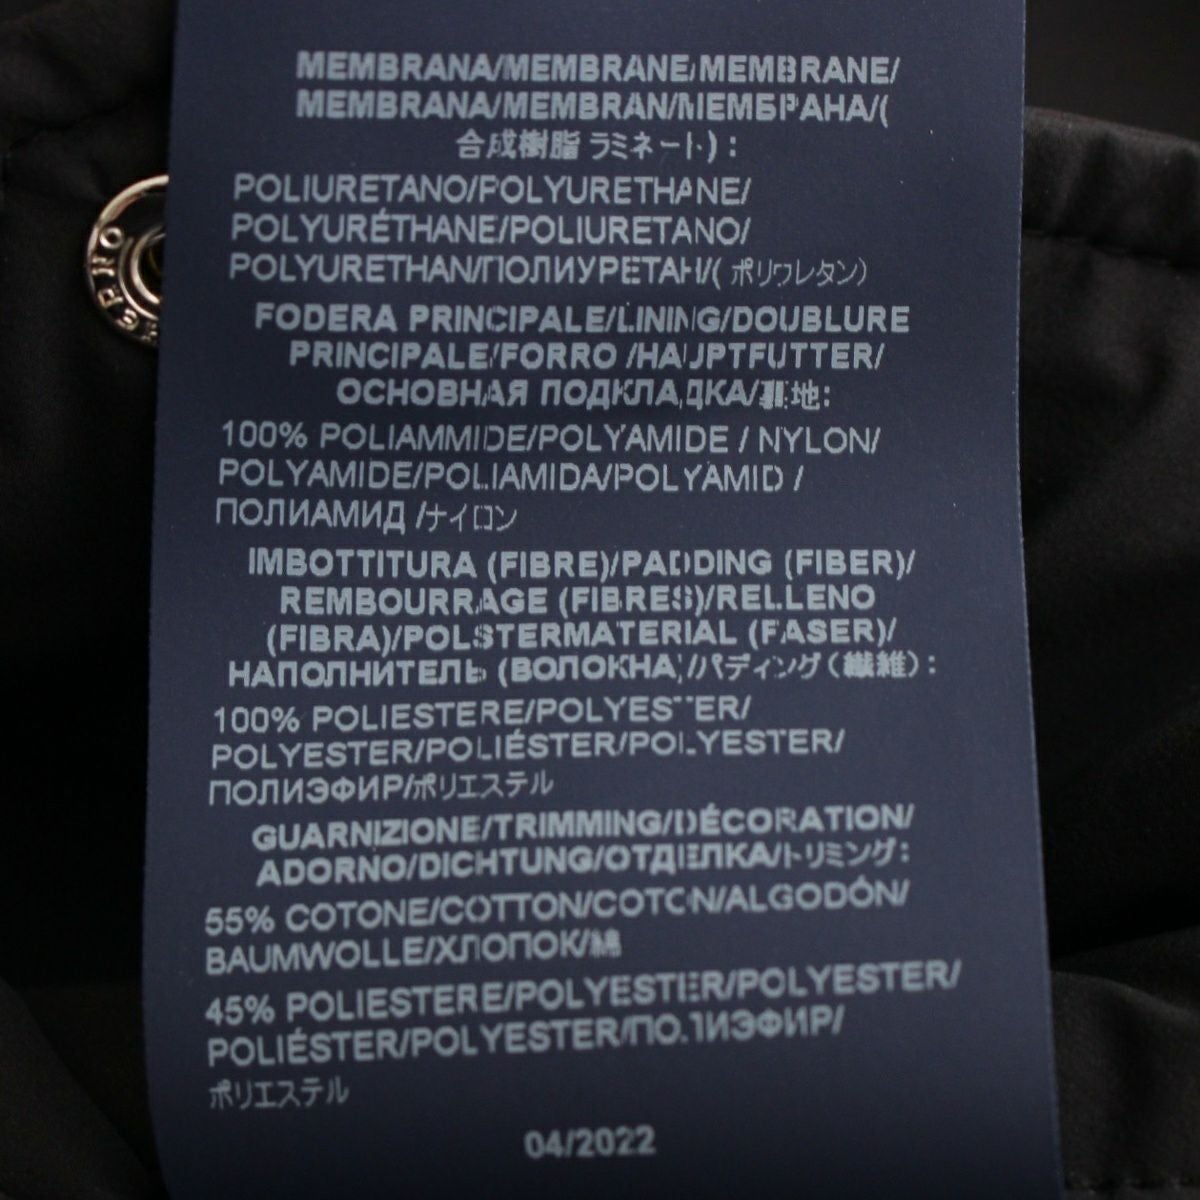 MEMBRANA/MEMBRANE/MEMBRANE/
MEMBRANA/MEMBRAN/МЕМБРАНА/(
合成樹脂 ラミネート):
POLIURETANO/POLYURETHANE/
POLYURÉTHANE/POLIURETANO/
POLYURETHAN/ПОЛИУРЕТАН/( ポリウレタン)
FODERA PRINCIPALE/LINING/DOUBLURE
PRINCIPALE/FORRO /HAUPTFUTTER/
ОСНОВНАЯ ПОДКЛАДКА/裏地:
100% POLIAMMIDE/POLYAMIDE / NYLON/
POLYAMIDE/POLIAMIDA/POLYAMID /
ПОЛИАМИД /ナイロン
IMBOTTITURA (FIBRE)/PADDING (FIBER)/
REMBOURRAGE (FIBRES)/RELLENO
(FIBRA)/POLSTERMATERIAL (FASER)/
НАПОЛНИТЕЛЬ (ВОЛОКНА)/パディング(繊維):
100% POLIESTERE/POLYESTER/
POLYESTER/POLIÉSTER/POLYESTER/
ПОЛИЭФИР/ポリエステル
GUARNIZIONE/TRIMMING/DÉCORATION/
ADORNO/DICHTUNG/ОТДЕЛКА/トリミング:
55% COTONE/COTTON/COTON/ALGODÓN/
BAUMWOLLE/ХЛОПОК/綿
45% POLIESTERE/POLYESTER/POLYESTER/
POLIÉSTER/POLYESTER/ПОЛИЭФИР/
ポリエステル
04/2022